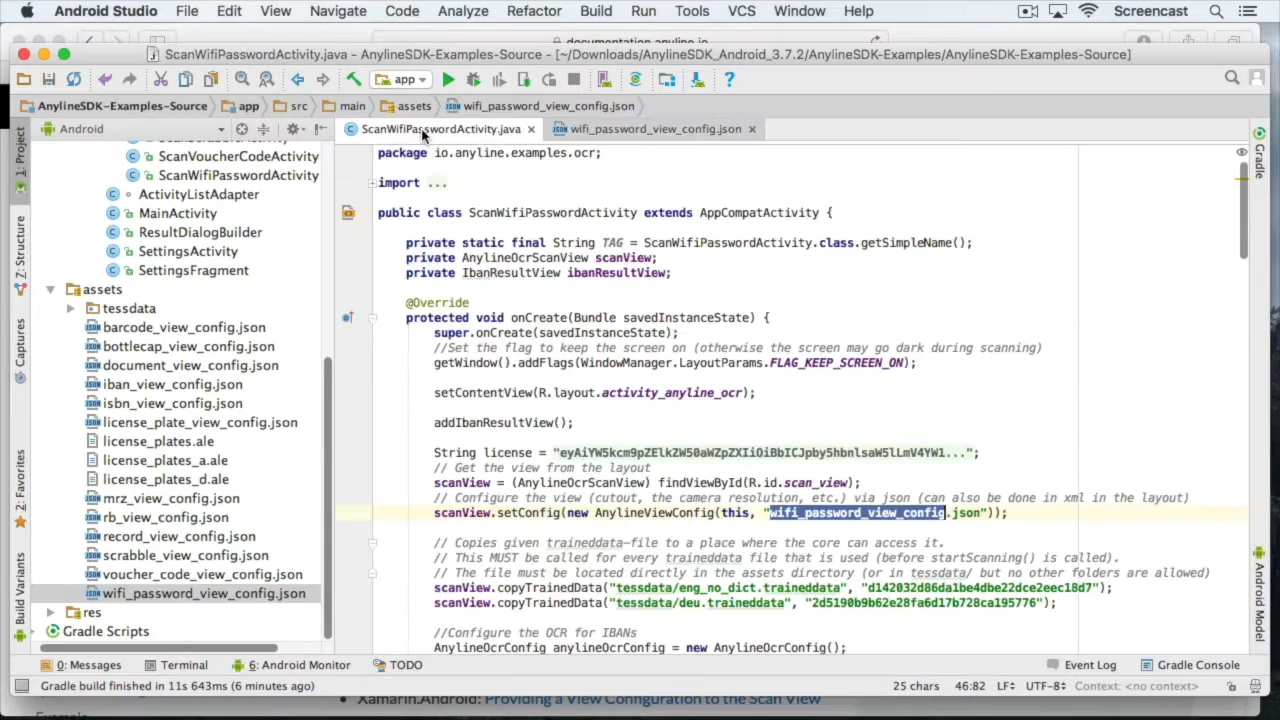 Android Studio File Edit View Navigate Code Analyze Refactor Build Run Tools VCS Window Help Screencast
documentation.anyline.io
ScanWifiPasswordActivity.java - AnylineSDK-Examples-Source - [~/Downloads/AnylineSDK_Android_3.7.2/AnylineSDK-Examples/AnylineSDK-Examples-Source]
app
AnylineSDK-Examples-Source app src main assets wifi_password_view_config.json
Android
ScanWifiPasswordActivity.java wifi_password_view_config.json
1: Project
Z: Structure
Captures
2: Favorites
Build Variants
ScanVoucherCodeActivity
ScanWifiPasswordActivity
ActivityListAdapter
MainActivity
ResultDialogBuilder
SettingsActivity
SettingsFragment
assets
tessdata
barcode_view_config.json
bottlecap_view_config.json
document_view_config.json
iban_view_config.json
isbn_view_config.json
license_plate_view_config.json
license_plates.ale
license_plates_a.ale
license_plates_d.ale
mrz_view_config.json
rb_view_config.json
record_view_config.json
scrabble_view_config.json
voucher_code_view_config.json
wifi_password_view_config.json
res
Gradle Scripts
package io.anyline.examples.ocr;
import ...
public class ScanWifiPasswordActivity extends AppCompatActivity {
private static final String TAG = ScanWifiPasswordActivity.class.getSimpleName();
private AnylineOcrScanView scanView;
private IbanResultView ibanResultView;
@Override
protected void onCreate(Bundle savedInstanceState) {
super.onCreate(savedInstanceState);
//Set the flag to keep the screen on (otherwise the screen may go dark during scanning)
getWindow().addFlags(WindowManager.LayoutParams.FLAG_KEEP_SCREEN_ON);
setContentView(R.layout.activity_anyline_ocr);
addIbanResultView();
String license = "eyAiYW5kcm9pZElkZW50aWZpZXIiOiBbICJpby5hbnlsaW5lLmV4YW1...";
// Get the view from the layout
scanView = (AnylineOcrScanView) findViewById(R.id.scan_view);
// Configure the view (cutout, the camera resolution, etc.) via json (can also be done in xml in the layout)
scanView.setConfig(new AnylineViewConfig(this, "wifi_password_view_config.json"));
// Copies given traineddata-file to a place where the core can access it.
// This MUST be called for every traineddata file that is used (before startScanning() is called).
// The file must be located directly in the assets directory (or in tessdata/ but no other folders are allowed)
scanView.copyTrainedData("tessdata/eng_no_dict.traineddata", "d142032d86da1be4dbe22dce2eec18d7");
scanView.copyTrainedData("tessdata/deu.traineddata", "2d5190b9b62e28fa6d17b728ca195776");
//Configure the OCR for IBANs
AnylineOcrConfig anylineOcrConfig = new AnylineOcrConfig();
Gradle
Android Model
0: Messages Terminal 6: Android Monitor TODO Event Log Gradle Console
Gradle build finished in 11s 643ms (6 minutes ago) 25 chars 46:82 LF÷ UTF-8÷ Context: <no context>
Xamarin.Android: Providing a View Configuration to the Scan View